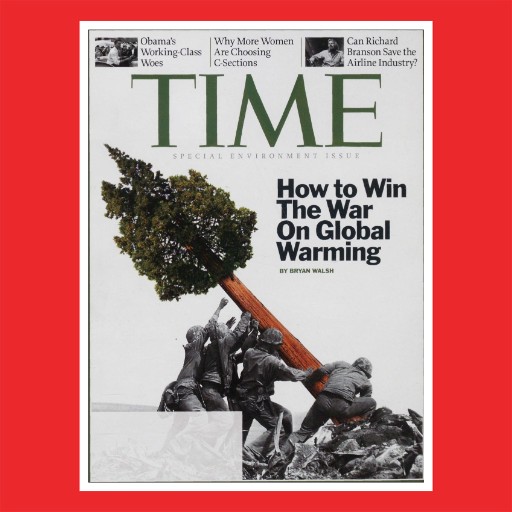 Obama's
Working-Class
Woes
Why More Women
Are Choosing
C-Sections
Can Richard
Branson Save the
Airline Industry?
TIME
SPECIAL ENVIRONMENT ISSUE
How to Win
The War
On Global
Warming
BY BRYAN WALSH